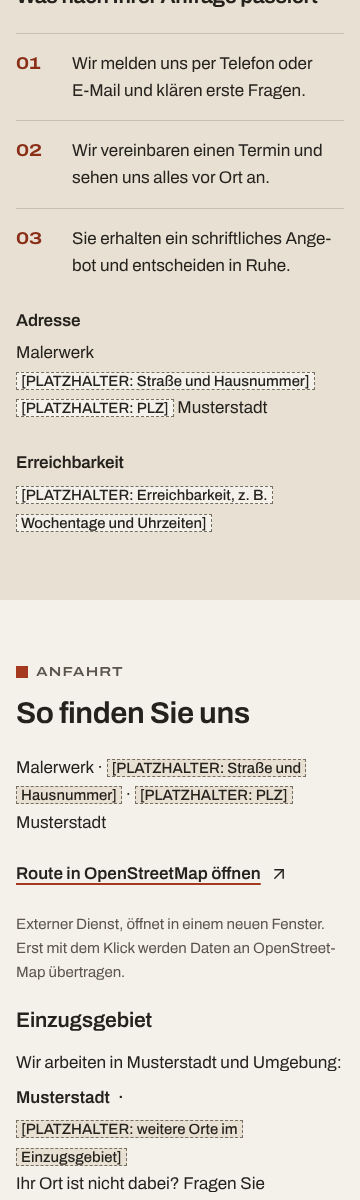 Was nach Ihrer Anfrage passiert
01 Wir melden uns per Telefon oder
E-Mail und klären erste Fragen.
02 Wir vereinbaren einen Termin und
sehen uns alles vor Ort an.
03 Sie erhalten ein schriftliches Ange-
bot und entscheiden in Ruhe.
Adresse
Malerwerk
[PLATZHALTER: Straße und Hausnummer]
[PLATZHALTER: PLZ] Musterstadt
Erreichbarkeit
[PLATZHALTER: Erreichbarkeit, z. B.
Wochentage und Uhrzeiten]
ANFAHRT
So finden Sie uns
Malerwerk · [PLATZHALTER: Straße und
Hausnummer] · [PLATZHALTER: PLZ]
Musterstadt
Route in OpenStreetMap öffnen ↗
Externer Dienst, öffnet in einem neuen Fenster.
Erst mit dem Klick werden Daten an OpenStreet-
Map übertragen.
Einzugsgebiet
Wir arbeiten in Musterstadt und Umgebung:
Musterstadt ·
[PLATZHALTER: weitere Orte im
Einzugsgebiet]
Ihr Ort ist nicht dabei? Fragen Sie